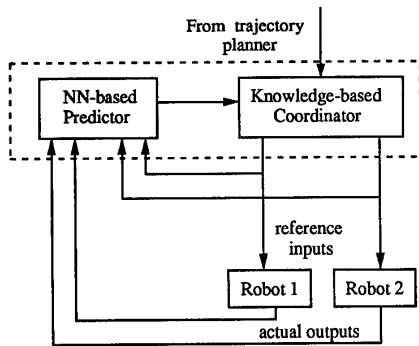 From trajectory
planner
NN-based
Predictor
Knowledge-based
Coordinator
reference
inputs
Robot 1
Robot 2
actual outputs